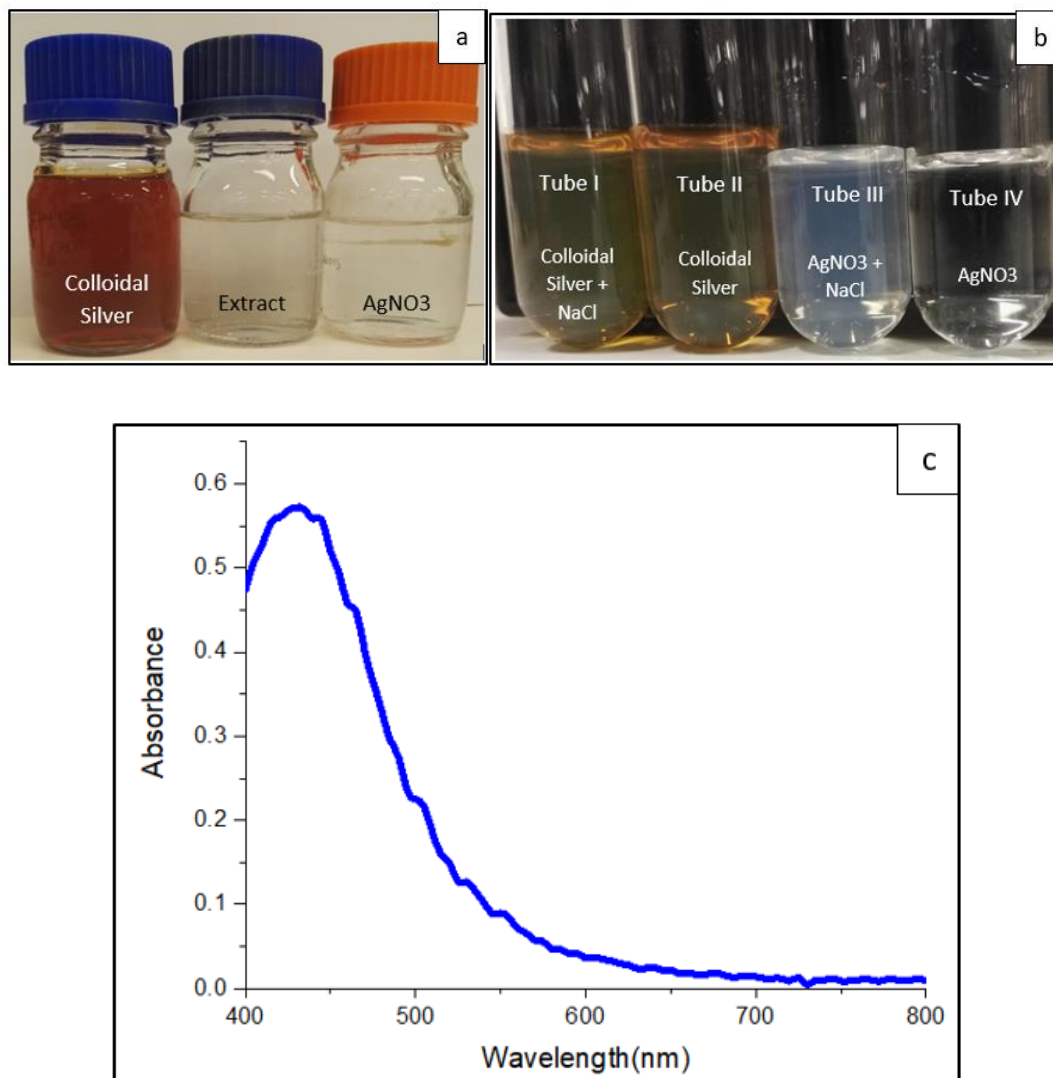 a
Colloidal
Silver
Extract
AgNO3
b
Tube I
Colloidal
Silver +
NaCl
Tube II
Colloidal
Silver
Tube III
AgNO3 +
NaCl
Tube IV
AgNO3
c
Absorbance
0.6
0.5
0.4
0.3
0.2
0.1
0.0
400
500
600
700
800
Wavelength(nm)